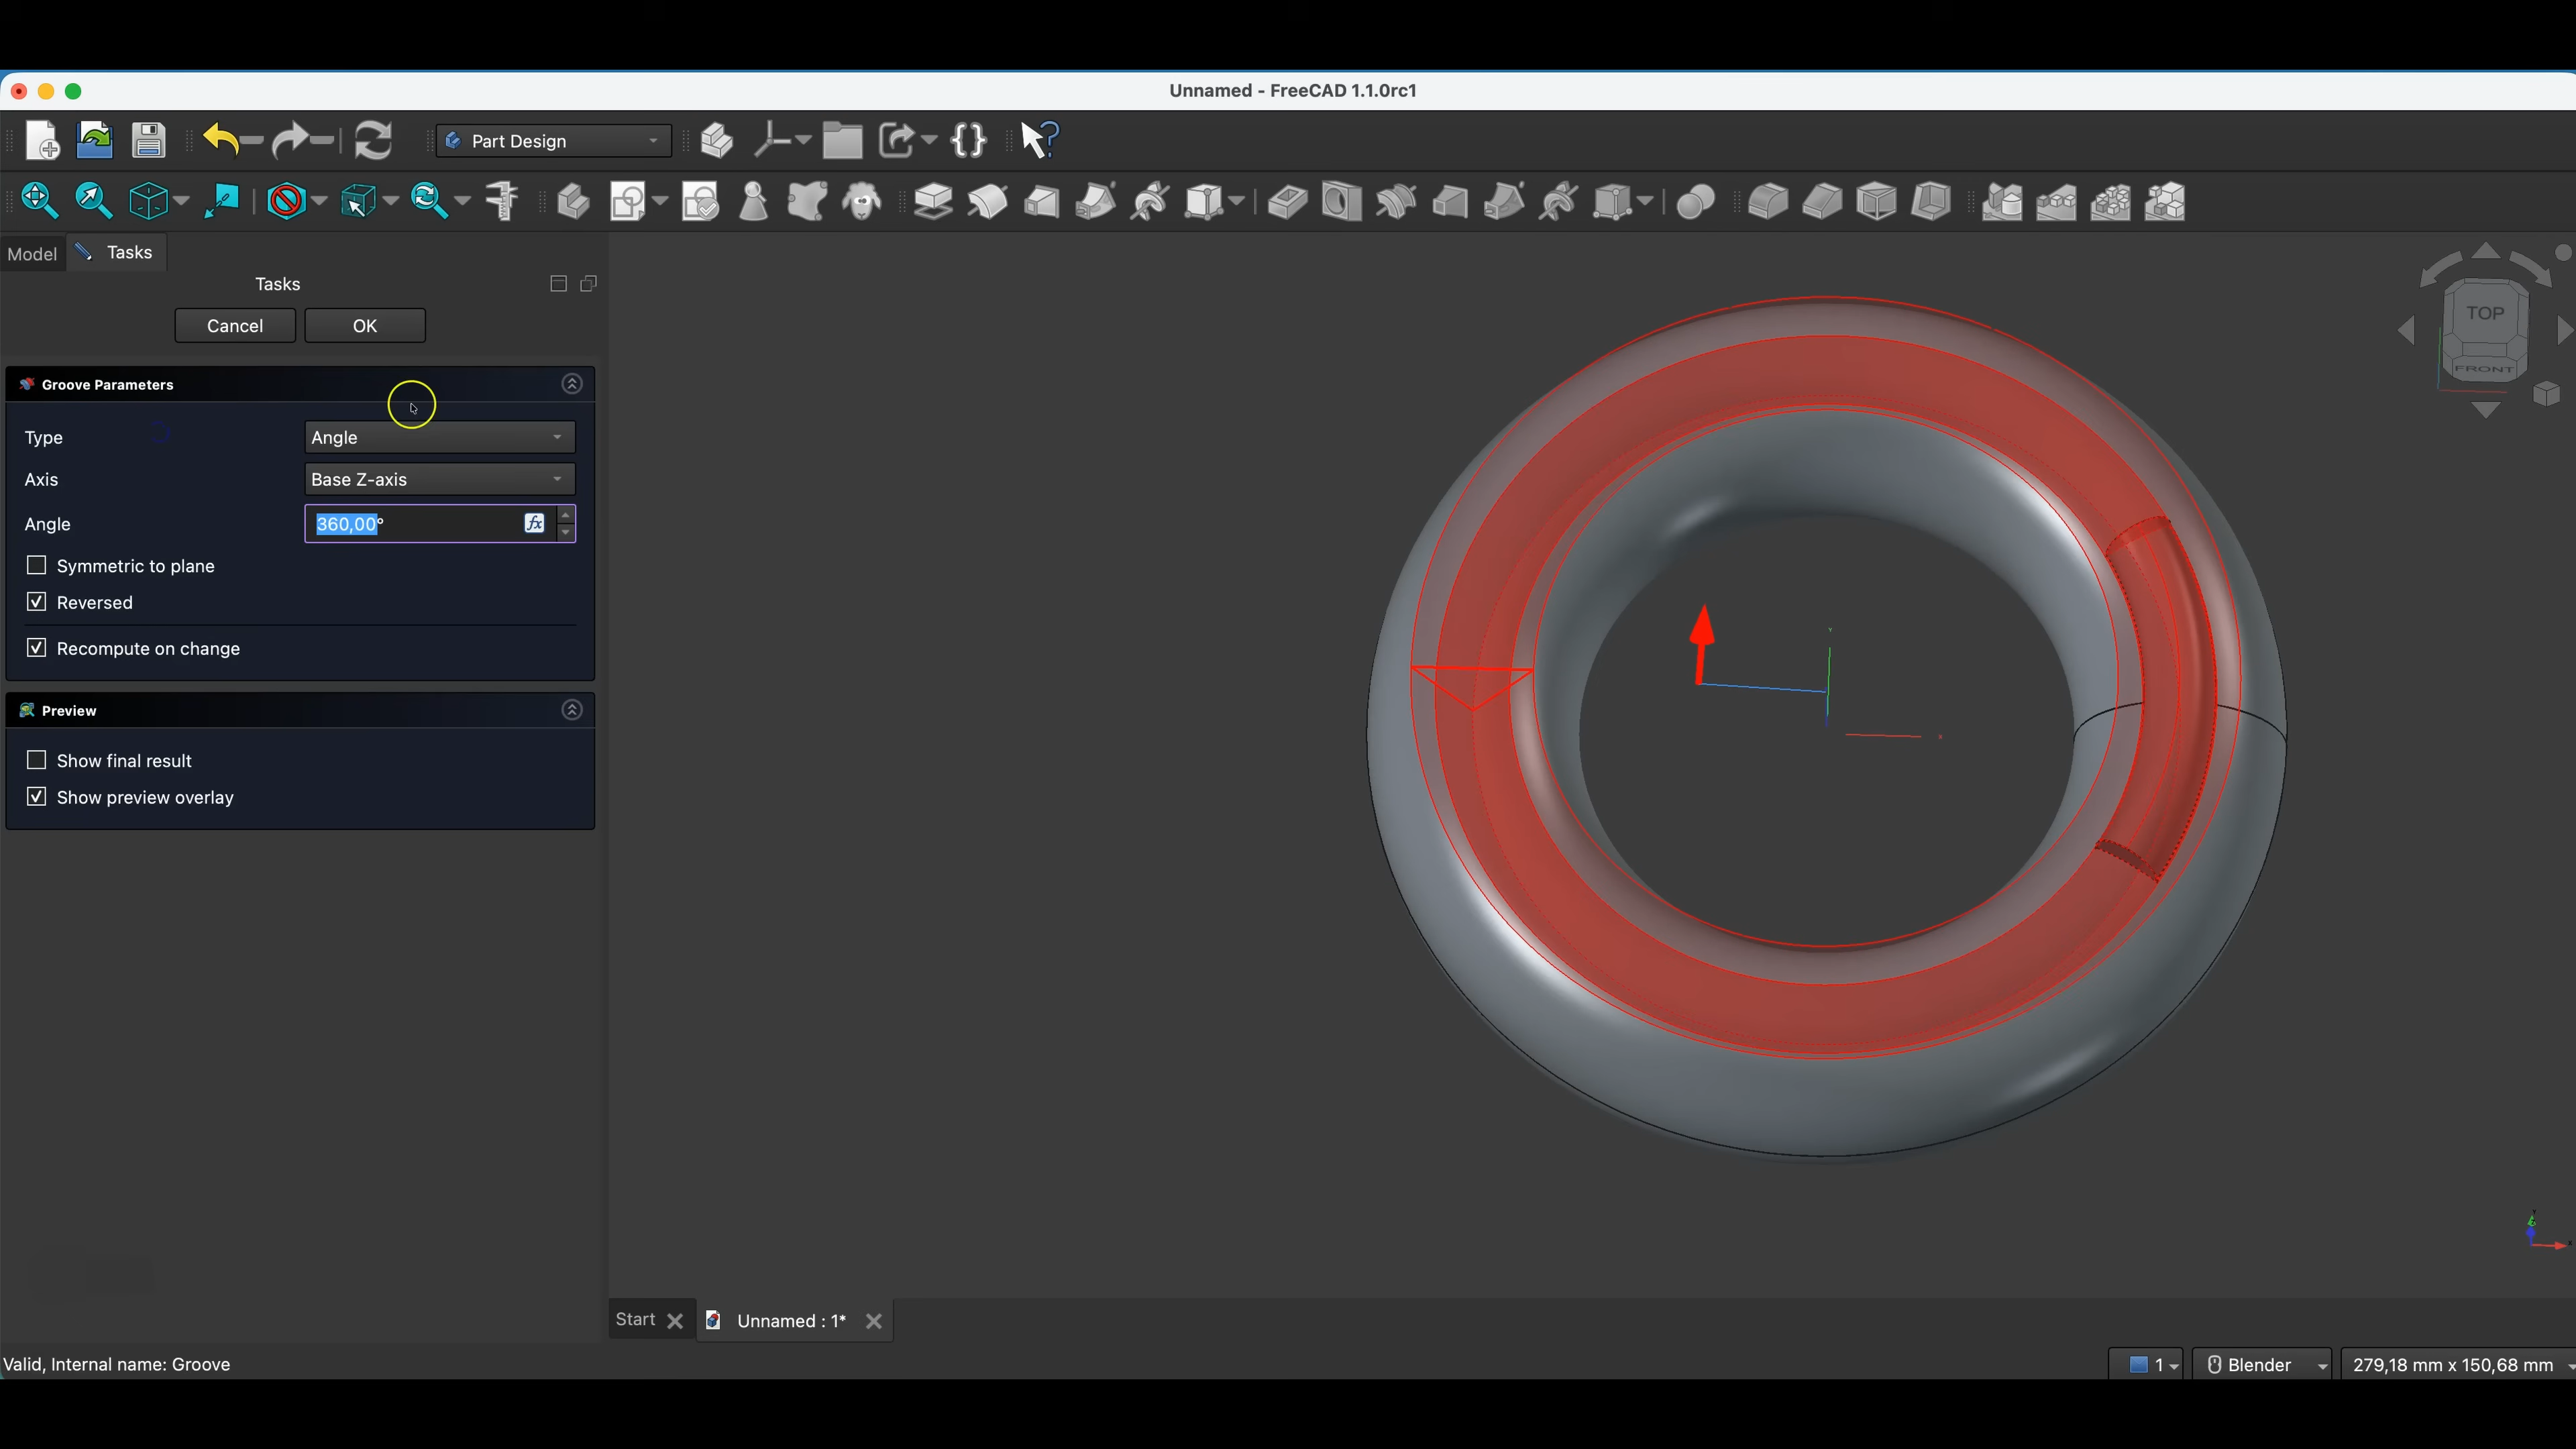 Unnamed - FreeCAD 1.1.0rc1
Part Design
Model
Tasks
Tasks
Cancel
OK
Groove Parameters
Type
Angle
Axis
Base Z-axis
Angle
360,00°
fx
Symmetric to plane
Reversed
Recompute on change
Preview
Show final result
Show preview overlay
TOP
FRONT
Start
Unnamed : 1*
Valid, Internal name: Groove
1
Blender
279,18 mm x 150,68 mm